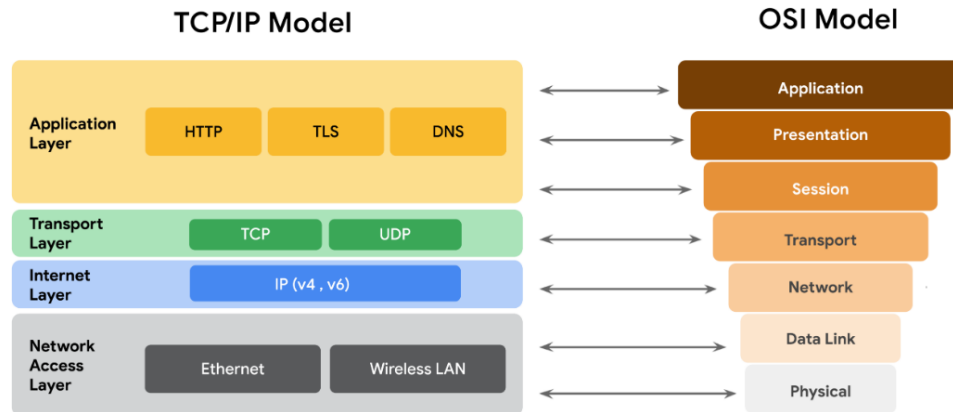 TCP/IP Model
OSI Model
Application
Layer
HTTP
TLS
DNS
Transport
Layer
TCP
UDP
Internet
Layer
IP (v4 , v6)
Network
Access
Layer
Ethernet
Wireless LAN
Application
Presentation
Session
Transport
Network
Data Link
Physical